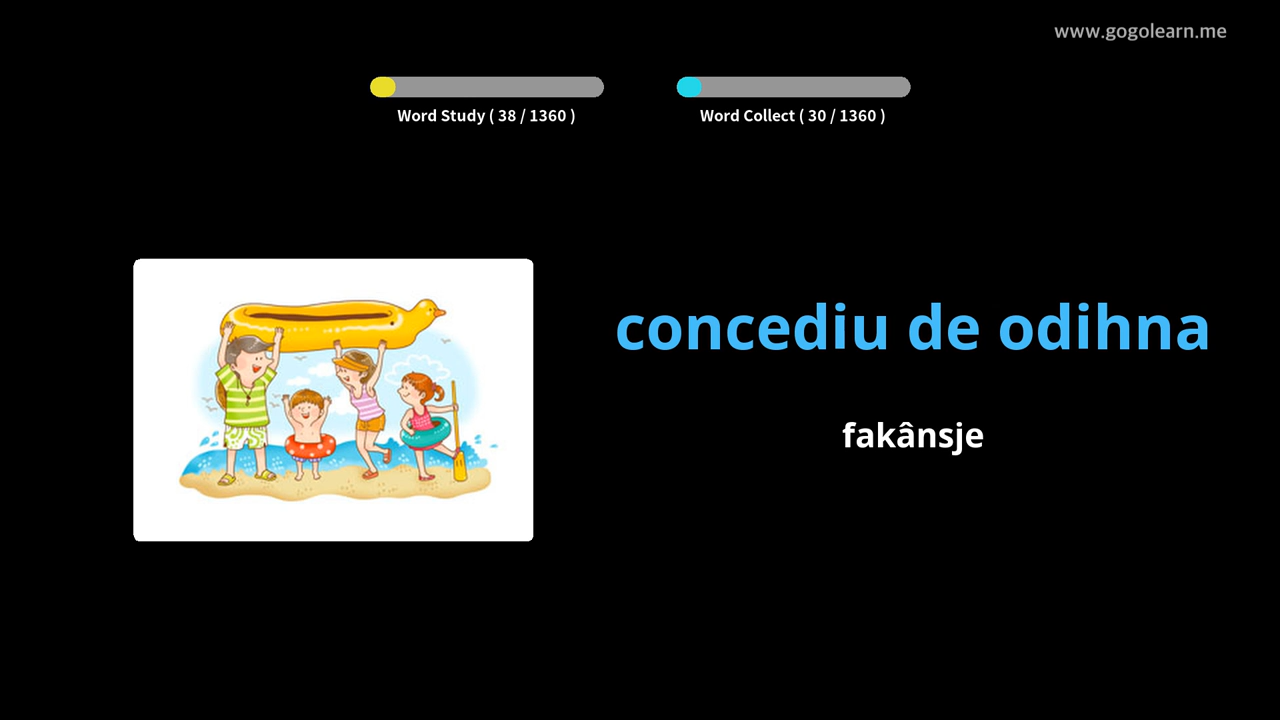 www.gogolearn.me
Word Study ( 38 / 1360 )
Word Collect ( 30 / 1360 )
concediu de odihna
fakânsje